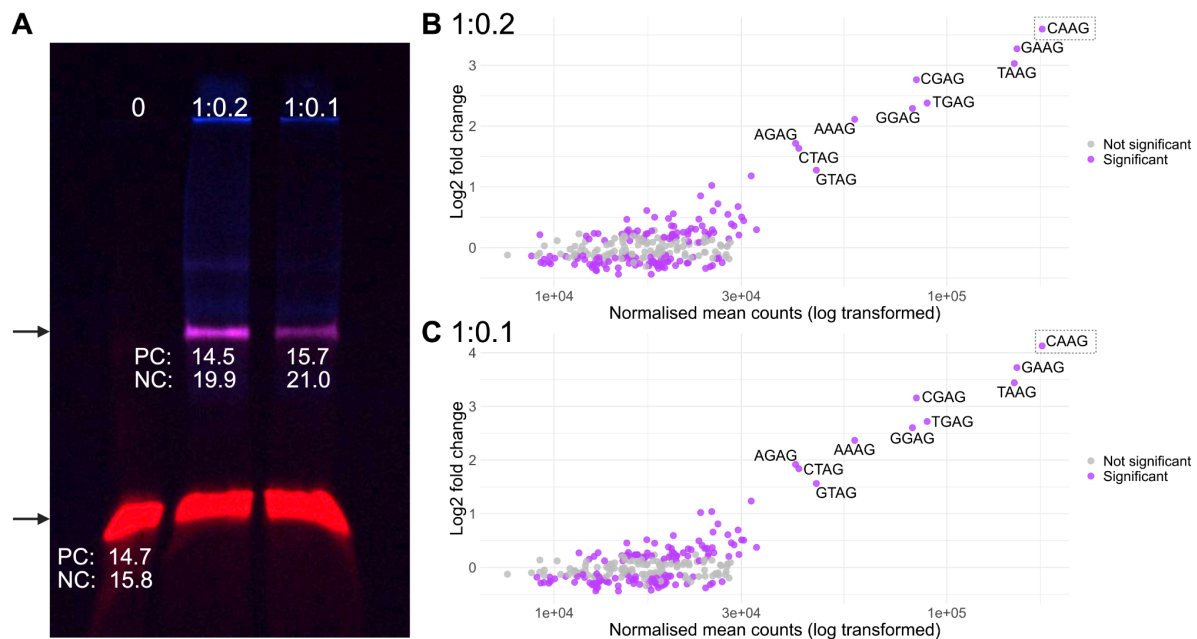 A
0 1:0.2 1:0.1
PC: 14.5 15.7
NC: 19.9 21.0
PC: 14.7
NC: 15.8
B 1:0.2
CAAG
GAAG
TAAG
CGAG
TGAG
GGAG
AAAG
AGAG
CTAG
GTAG
3
2
1
0
Log2 fold change
1e+04 3e+04 1e+05
Normalised mean counts (log transformed)
Not significant
Significant
C 1:0.1
CAAG
GAAG
TAAG
CGAG
TGAG
GGAG
AAAG
AGAG
CTAG
GTAG
4
3
2
1
0
Log2 fold change
1e+04 3e+04 1e+05
Normalised mean counts (log transformed)
Not significant
Significant